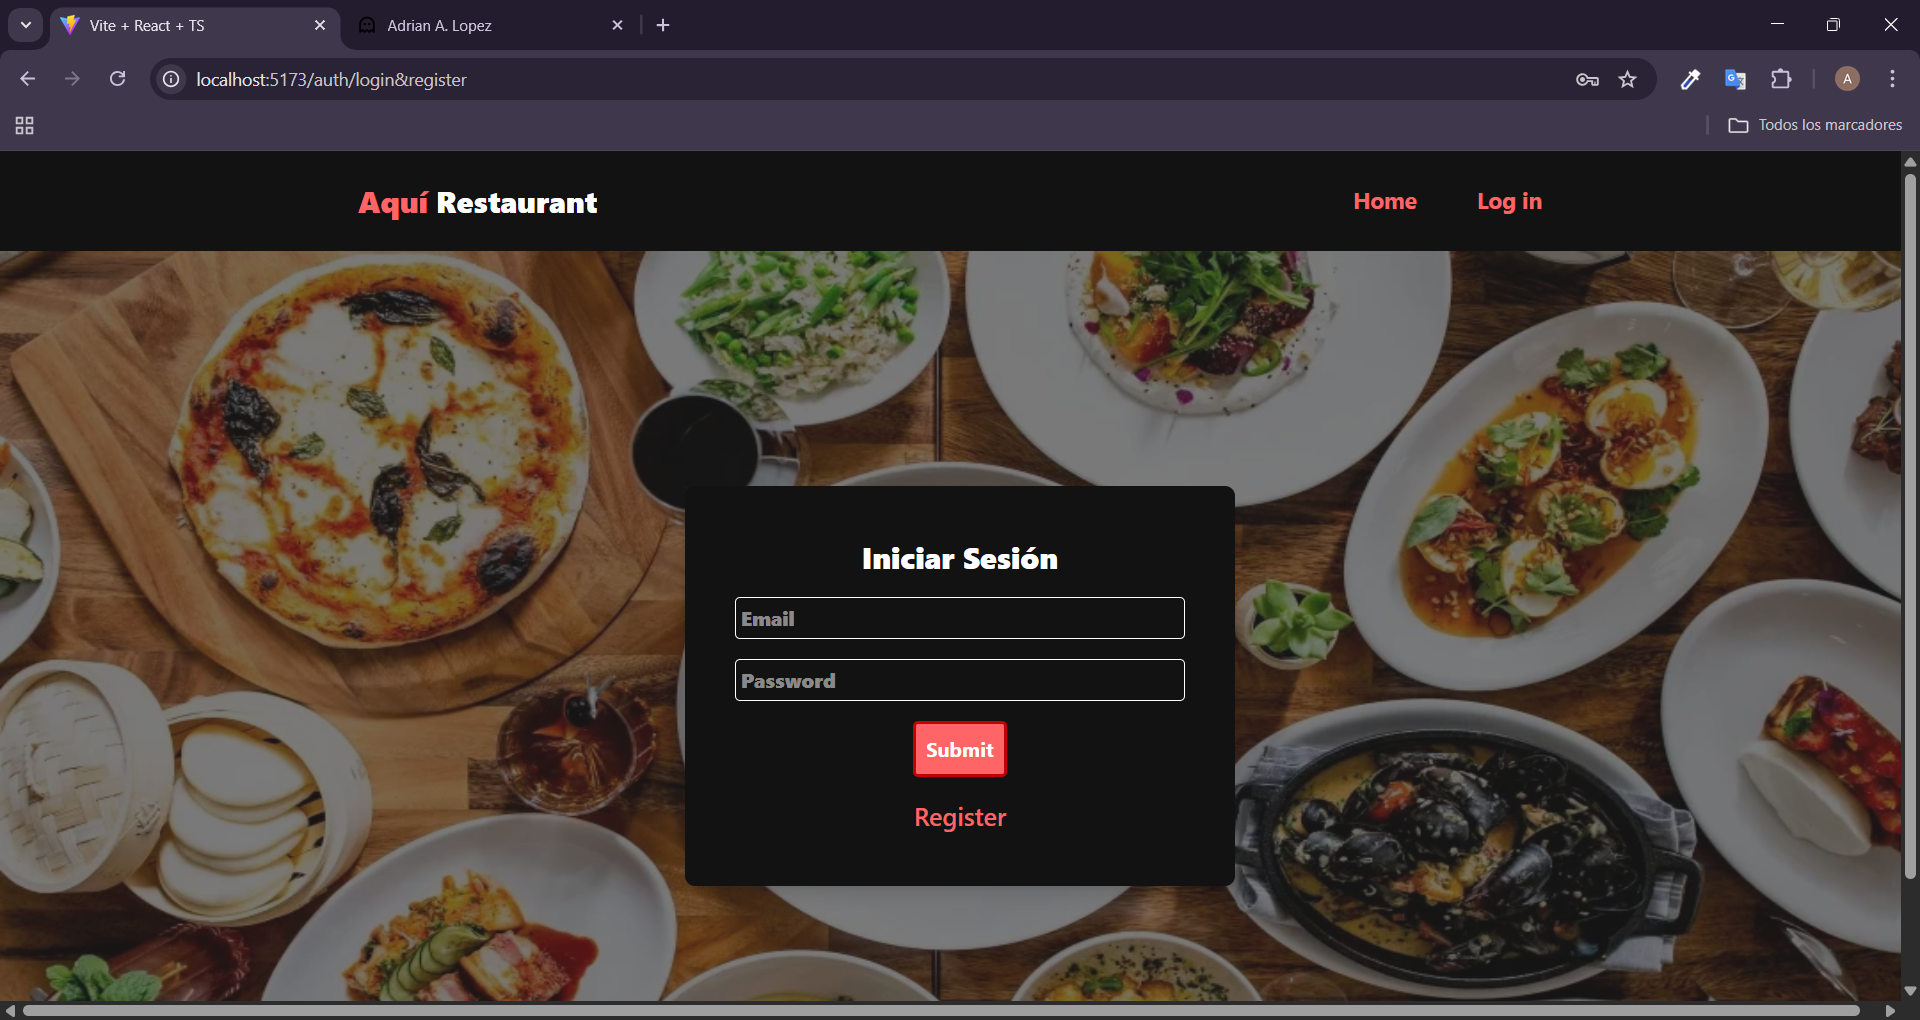 Vite + React + TS
Adrian A. Lopez
localhost:5173/auth/login&register
A
Todos los marcadores
Aquí Restaurant
Home
Log in
Iniciar Sesión
Email
Password
Submit
Register